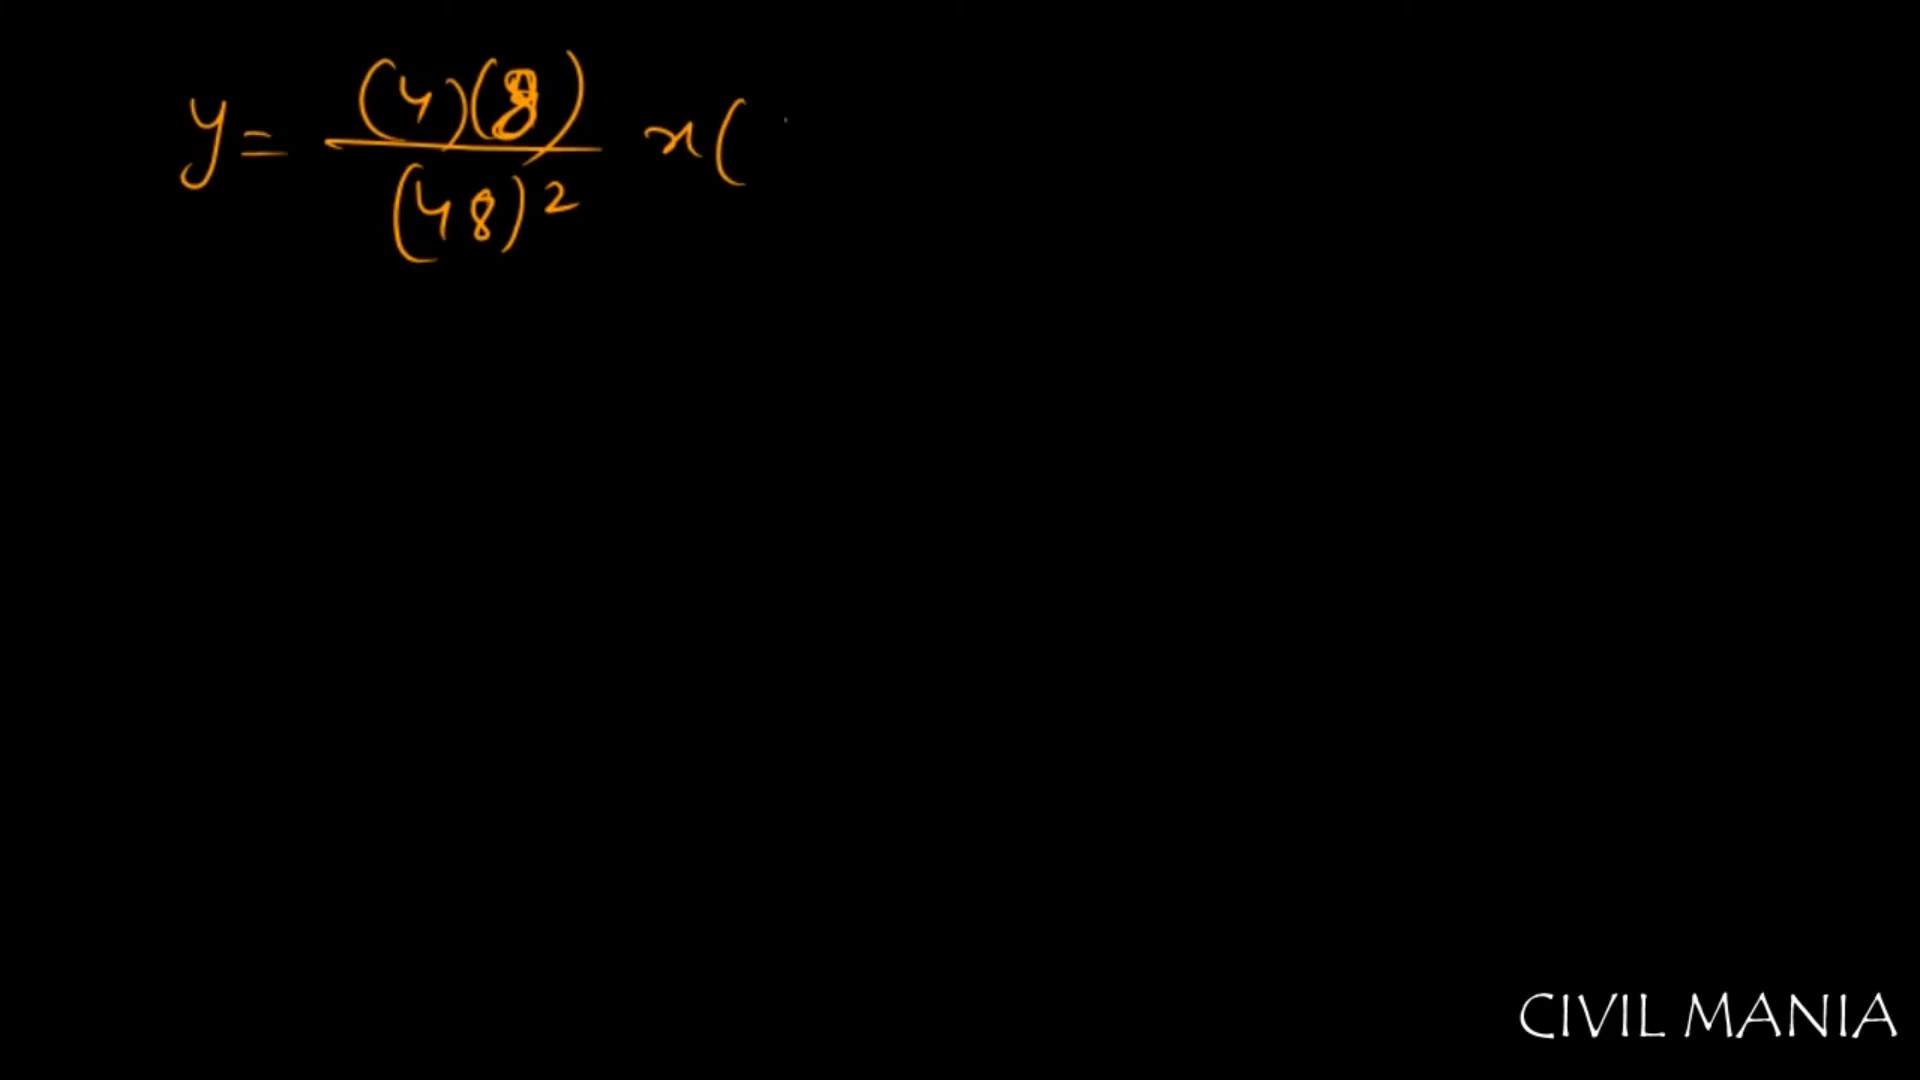 y = (4)(8) / (48)² x(
CIVIL MANIA